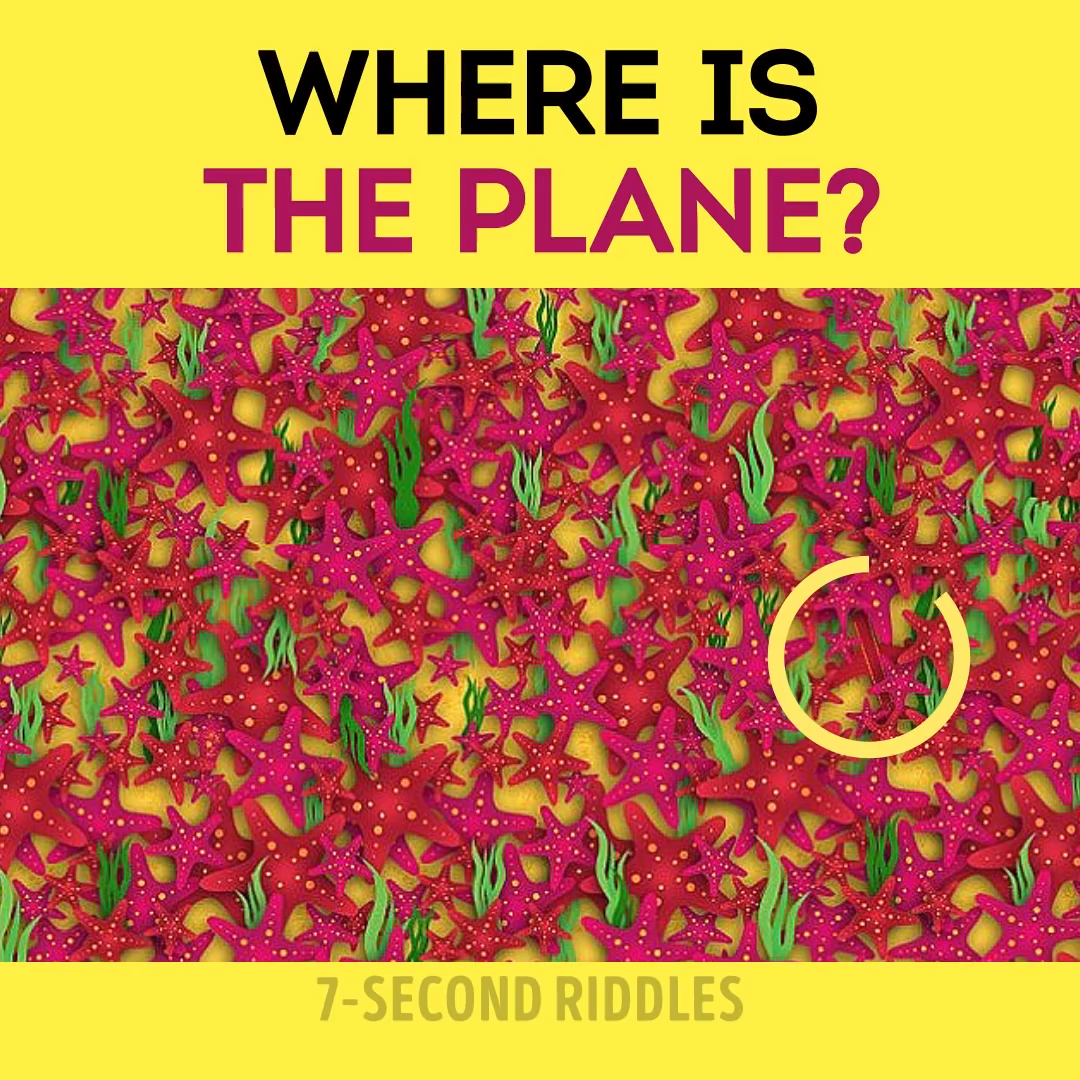 WHERE IS
THE PLANE?
7-SECOND RIDDLES